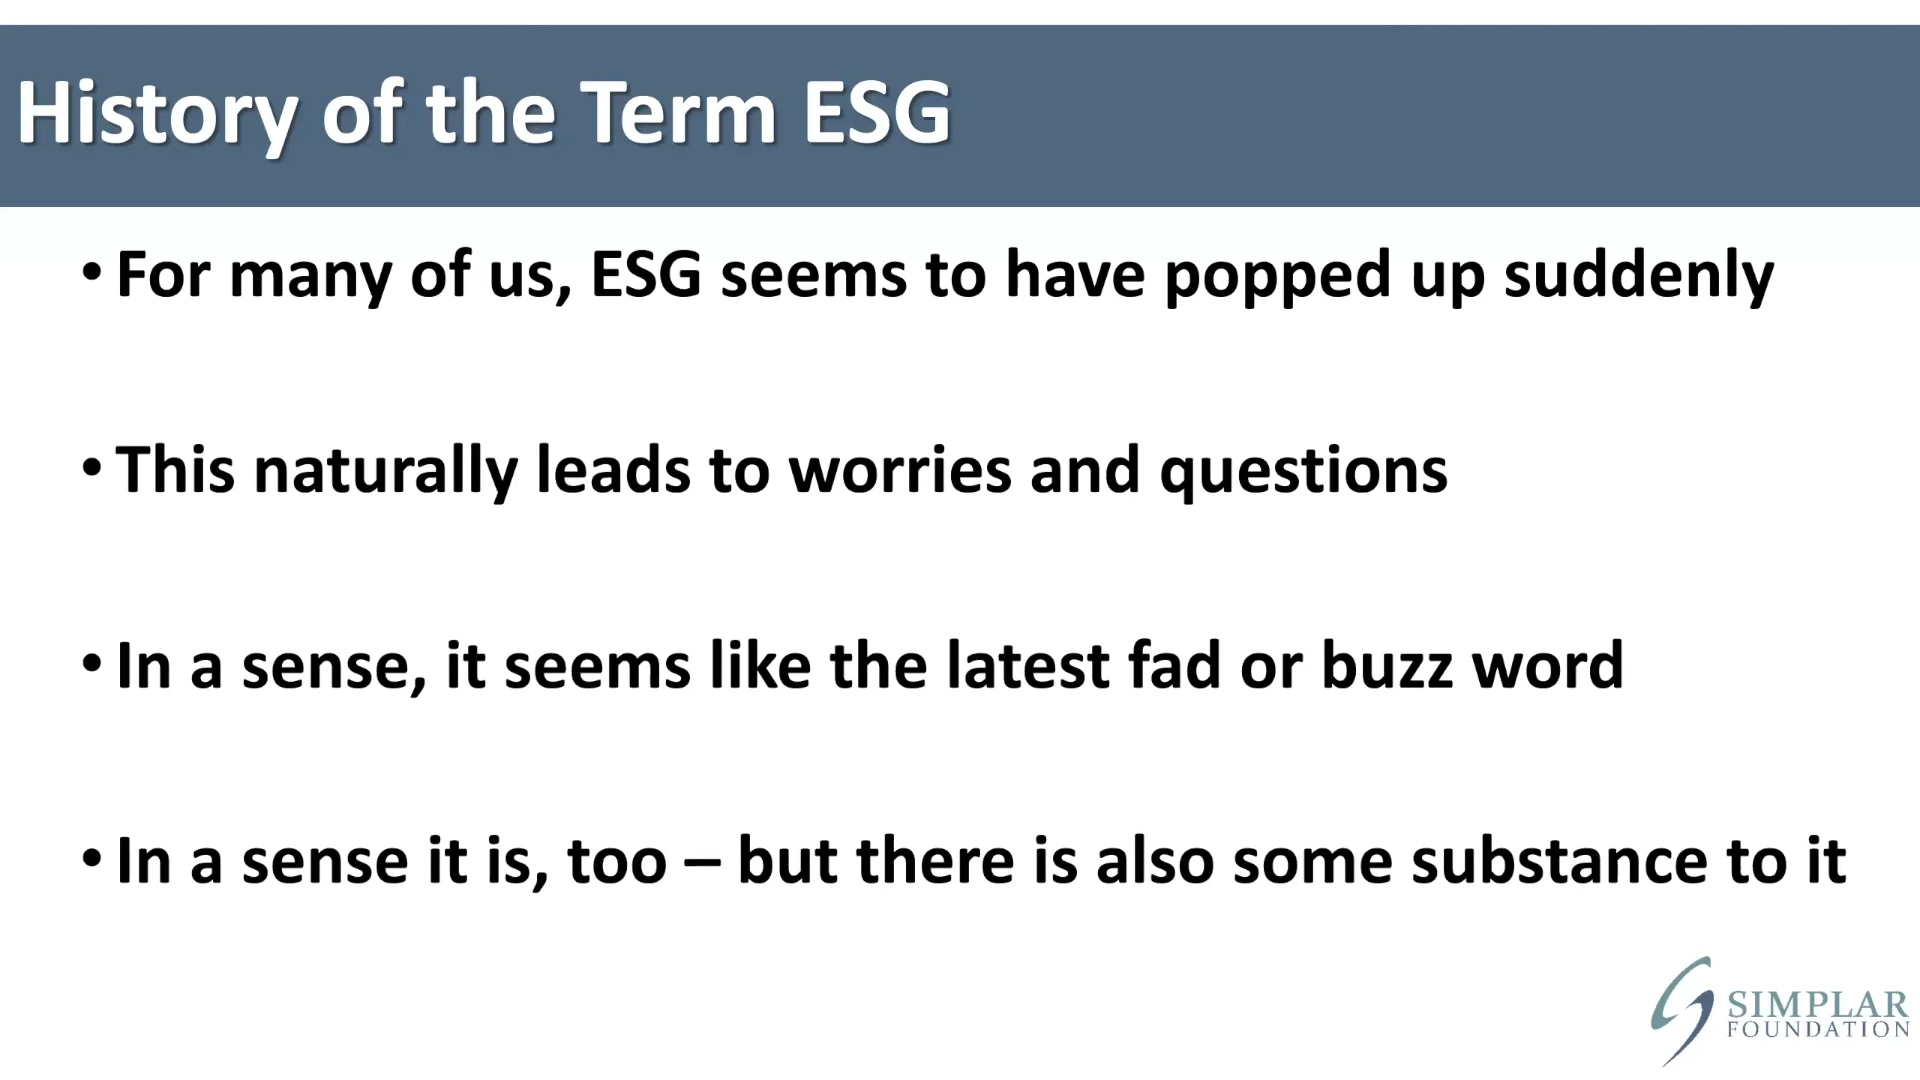 History of the Term ESG
• For many of us, ESG seems to have popped up suddenly
• This naturally leads to worries and questions
• In a sense, it seems like the latest fad or buzz word
• In a sense it is, too – but there is also some substance to it
SIMPLAR
FOUNDATION